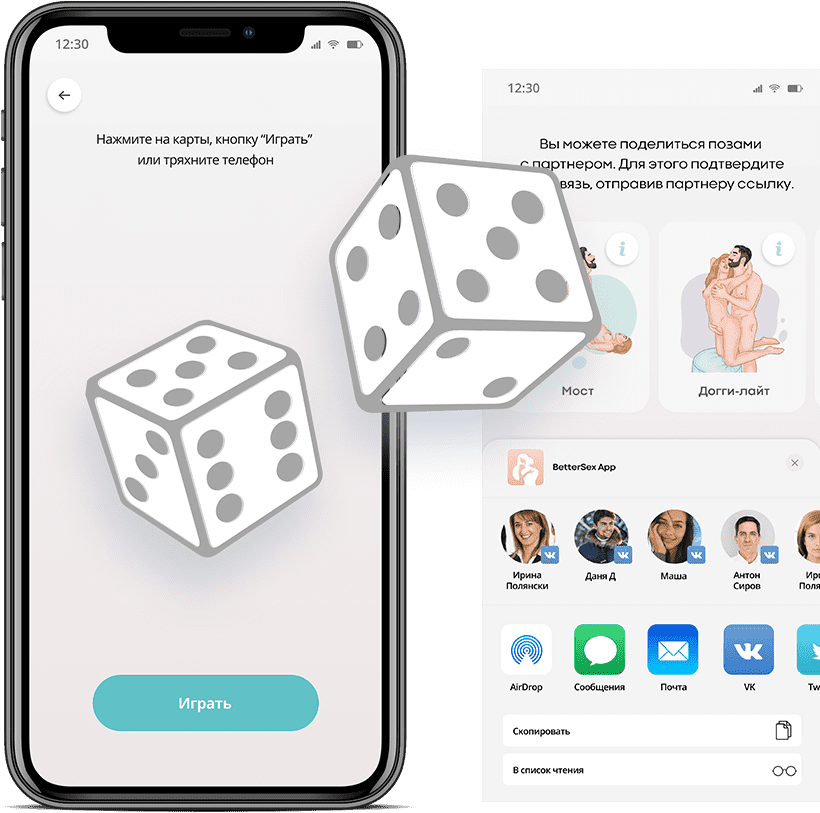 12:30
Нажмите на карты, кнопку “Играть”
или тряхните телефон
Играть
12:30
Вы можете поделиться позами
с партнером. Для этого подтвердите
связь, отправив партнеру ссылку.
Мост
Догги-лайт
BetterSex App
Ирина
Полянски
Даня Д
Маша
Антон
Сиров
AirDrop
Сообщения
Почта
VK
Tw
Скопировать
В список чтения